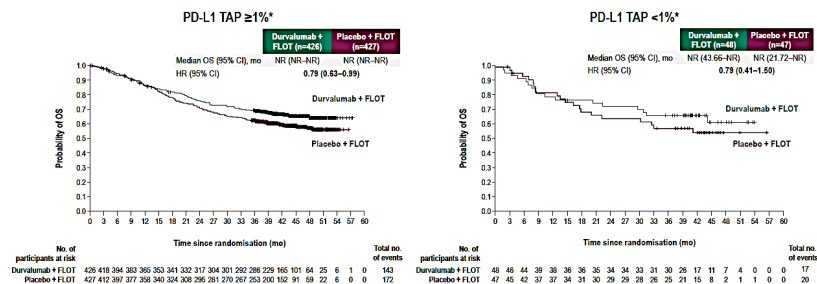 PD-L1 TAP ≥1%*
Durvalumab + FLOT (n=426)
Placebo + FLOT (n=427)
Median OS (95% CI), mo NR (NR–NR) NR (NR–NR)
HR (95% CI) 0.79 (0.63–0.99)
Probability of OS
1.0
0.9
0.8
0.7
0.6
0.5
0.4
0.3
0.2
0.1
0.0
Durvalumab + FLOT
Placebo + FLOT
0 3 6 9 12 15 18 21 24 27 30 33 36 39 42 45 48 51 54 57 60
Time since randomisation (mo)
No. of participants at risk
Total no. of events
Durvalumab + FLOT 426 418 394 383 365 353 341 332 317 304 301 292 286 229 165 101 64 25 6 1 0 143
Placebo + FLOT 427 412 397 377 358 340 324 308 295 281 270 267 253 200 152 91 59 22 6 0 0 172
PD-L1 TAP <1%*
Durvalumab + FLOT (n=48)
Placebo + FLOT (n=47)
Median OS (95% CI), mo NR (43.66–NR) NR (21.72–NR)
HR (95% CI) 0.79 (0.41–1.50)
Probability of OS
1.0
0.9
0.8
0.7
0.6
0.5
0.4
0.3
0.2
0.1
0.0
Durvalumab + FLOT
Placebo + FLOT
0 3 6 9 12 15 18 21 24 27 30 33 36 39 42 45 48 51 54 57 60
Time since randomisation (mo)
No. of participants at risk
Total no. of events
Durvalumab + FLOT 48 46 44 39 38 36 36 35 34 34 33 31 30 26 17 11 7 4 0 0 0 17
Placebo + FLOT 47 45 42 37 37 34 31 30 29 29 28 26 25 21 15 8 2 1 1 0 20